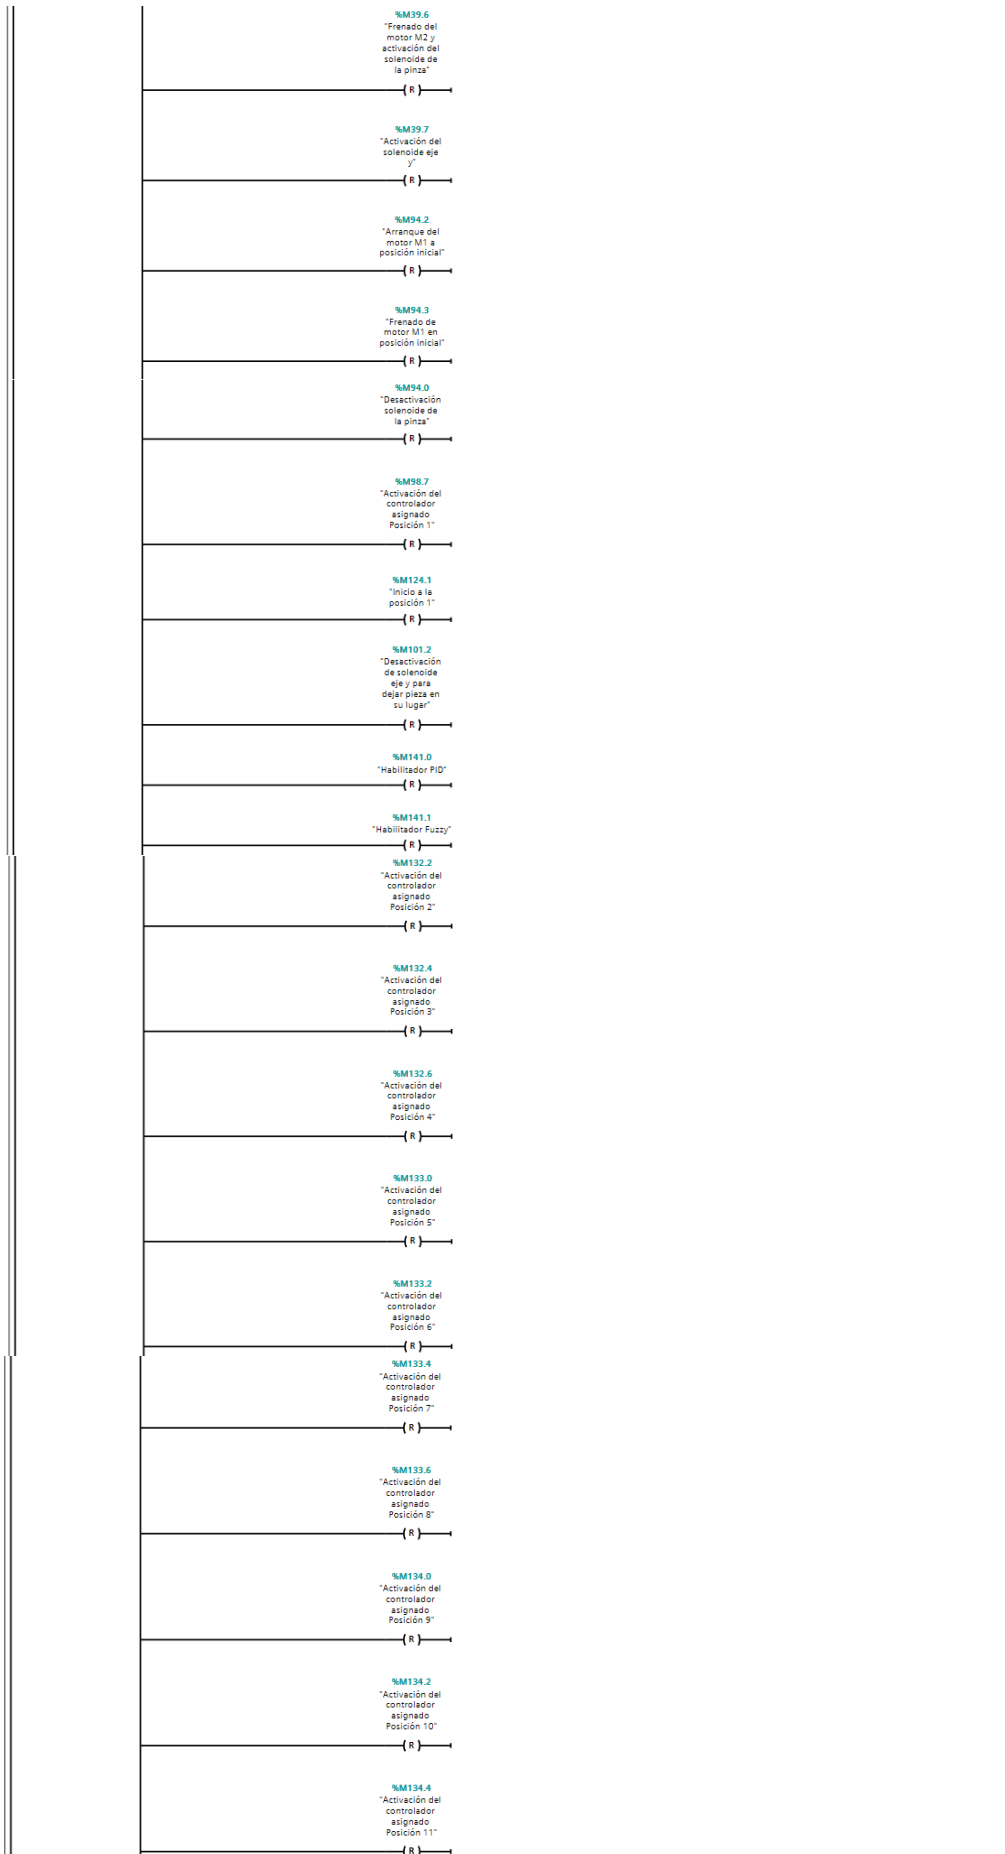 %M39.6
"Frenado del
motor M2 y
activación del
solenoide de
la pinza"
( R )
%M39.7
"Activación del
solenoide eje
y"
( R )
%M94.2
"Arranque del
motor M1 a
posición inicial"
( R )
%M94.3
"Frenado de
motor M1 en
posición inicial"
( R )
%M94.0
"Desactivación
solenoide de
la pinza"
( R )
%M98.7
"Activación del
controlador
asignado
Posición 1"
( R )
%M124.1
"Inicio a la
posición 1"
( R )
%M101.2
"Desactivación
de solenoide
eje y para
dejar pieza en
su lugar"
( R )
%M141.0
"Habilitador PID"
( R )
%M141.1
"Habilitador Fuzzy"
( R )
%M132.2
"Activación del
controlador
asignado
Posición 2"
( R )
%M132.4
"Activación del
controlador
asignado
Posición 3"
( R )
%M132.6
"Activación del
controlador
asignado
Posición 4"
( R )
%M133.0
"Activación del
controlador
asignado
Posición 5"
( R )
%M133.2
"Activación del
controlador
asignado
Posición 6"
( R )
%M133.4
"Activación del
controlador
asignado
Posición 7"
( R )
%M133.6
"Activación del
controlador
asignado
Posición 8"
( R )
%M134.0
"Activación del
controlador
asignado
Posición 9"
( R )
%M134.2
"Activación del
controlador
asignado
Posición 10"
( R )
%M134.4
"Activación del
controlador
asignado
Posición 11"
( R )